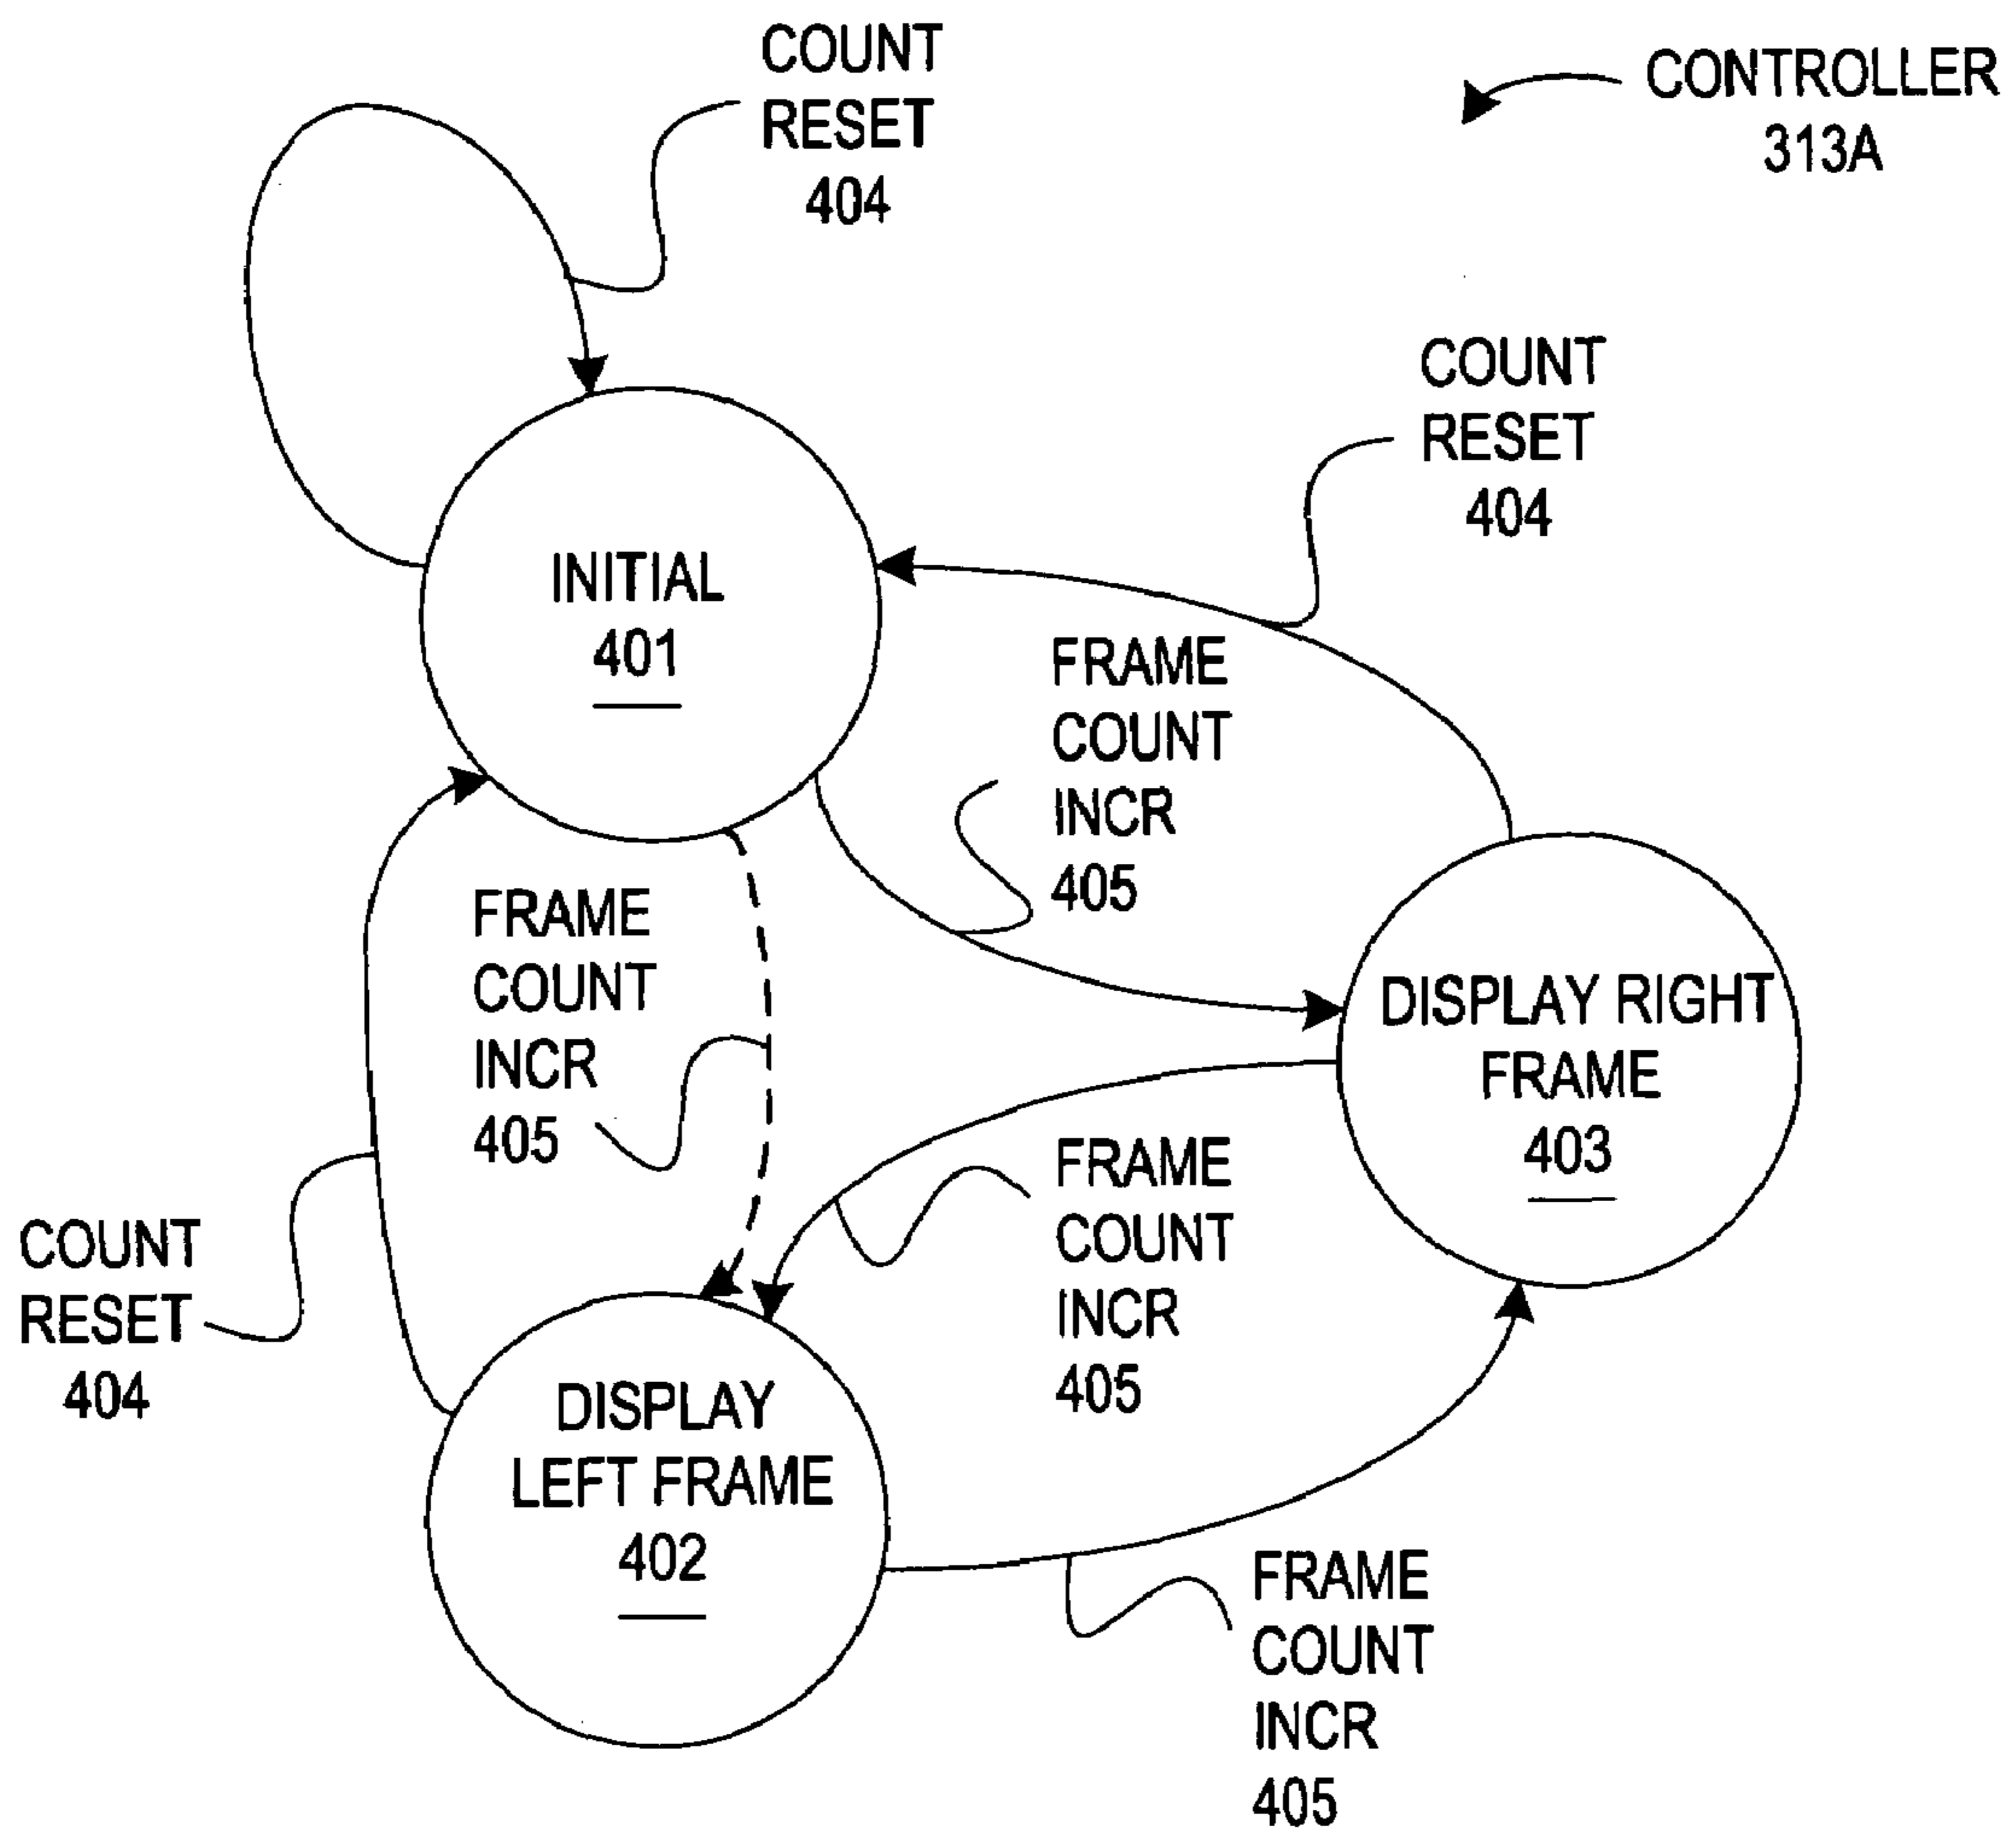 COUNT
RESET
404
CONTROLLER
313A
COUNT
RESET
404
INITIAL
401
FRAME
COUNT
INCR
405
FRAME
COUNT
INCR
405
DISPLAY RIGHT
FRAME
403
FRAME
COUNT
INCR
405
COUNT
RESET
404
DISPLAY
LEFT FRAME
402
FRAME
COUNT
INCR
405